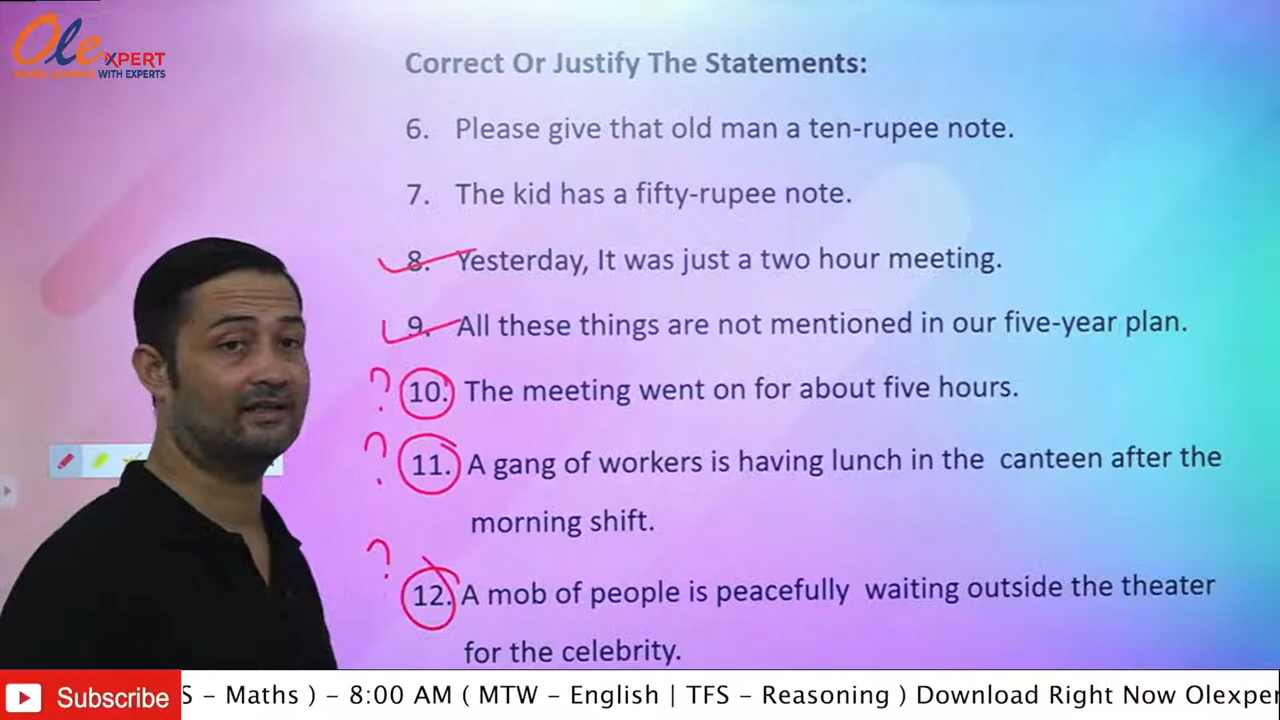 Ole XPERT
ONLINE LEARNING WITH EXPERTS
Correct Or Justify The Statements:
6. Please give that old man a ten-rupee note.
7. The kid has a fifty-rupee note.
8. Yesterday, It was just a two hour meeting.
9. All these things are not mentioned in our five-year plan.
? 10. The meeting went on for about five hours.
? 11. A gang of workers is having lunch in the canteen after the
morning shift.
? 12. A mob of people is peacefully waiting outside the theater
for the celebrity.
Subscribe S – Maths ) – 8:00 AM ( MTW – English | TFS – Reasoning ) Download Right Now Olexper